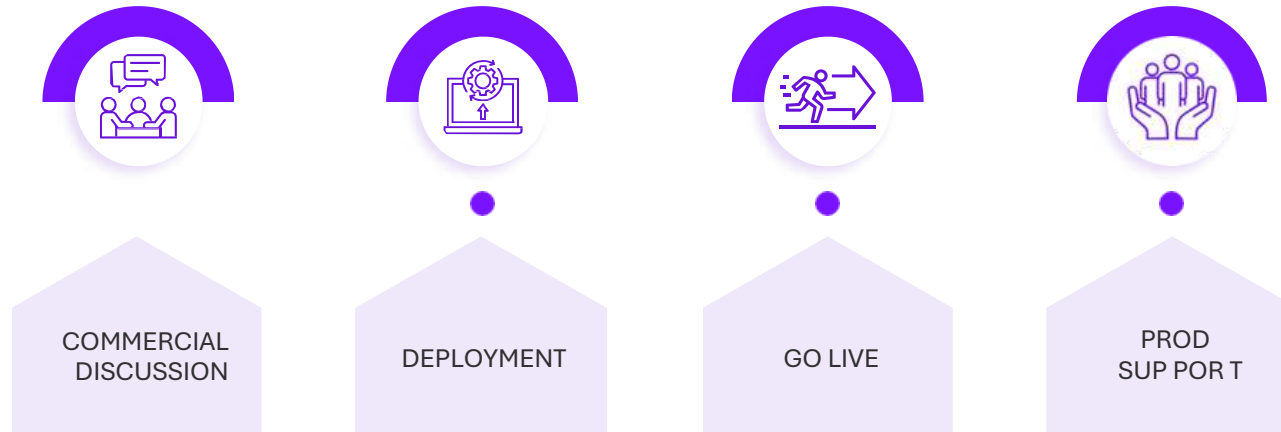 COMMERCIAL
DISCUSSION
DEPLOYMENT
GO LIVE
PROD
SUP POR T